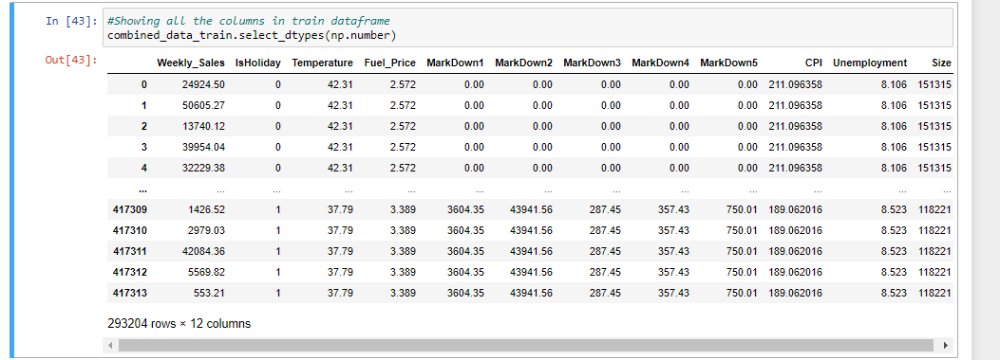 In [43]: #Showing all the columns in train dataframe
combined_data_train.select_dtypes(np.number)
Out[43]:
Weekly_Sales IsHoliday Temperature Fuel_Price MarkDown1 MarkDown2 MarkDown3 MarkDown4 MarkDown5 CPI Unemployment Size
0 24924.50 0 42.31 2.572 0.00 0.00 0.00 0.00 0.00 211.096358 8.106 151315
1 50605.27 0 42.31 2.572 0.00 0.00 0.00 0.00 0.00 211.096358 8.106 151315
2 13740.12 0 42.31 2.572 0.00 0.00 0.00 0.00 0.00 211.096358 8.106 151315
3 39954.04 0 42.31 2.572 0.00 0.00 0.00 0.00 0.00 211.096358 8.106 151315
4 32229.38 0 42.31 2.572 0.00 0.00 0.00 0.00 0.00 211.096358 8.106 151315
... ... ... ... ... ... ... ... ... ... ... ... ...
417309 1426.52 1 37.79 3.389 3604.35 43941.56 287.45 357.43 750.01 189.062016 8.523 118221
417310 2979.03 1 37.79 3.389 3604.35 43941.56 287.45 357.43 750.01 189.062016 8.523 118221
417311 42084.36 1 37.79 3.389 3604.35 43941.56 287.45 357.43 750.01 189.062016 8.523 118221
417312 5569.82 1 37.79 3.389 3604.35 43941.56 287.45 357.43 750.01 189.062016 8.523 118221
417313 553.21 1 37.79 3.389 3604.35 43941.56 287.45 357.43 750.01 189.062016 8.523 118221
293204 rows × 12 columns